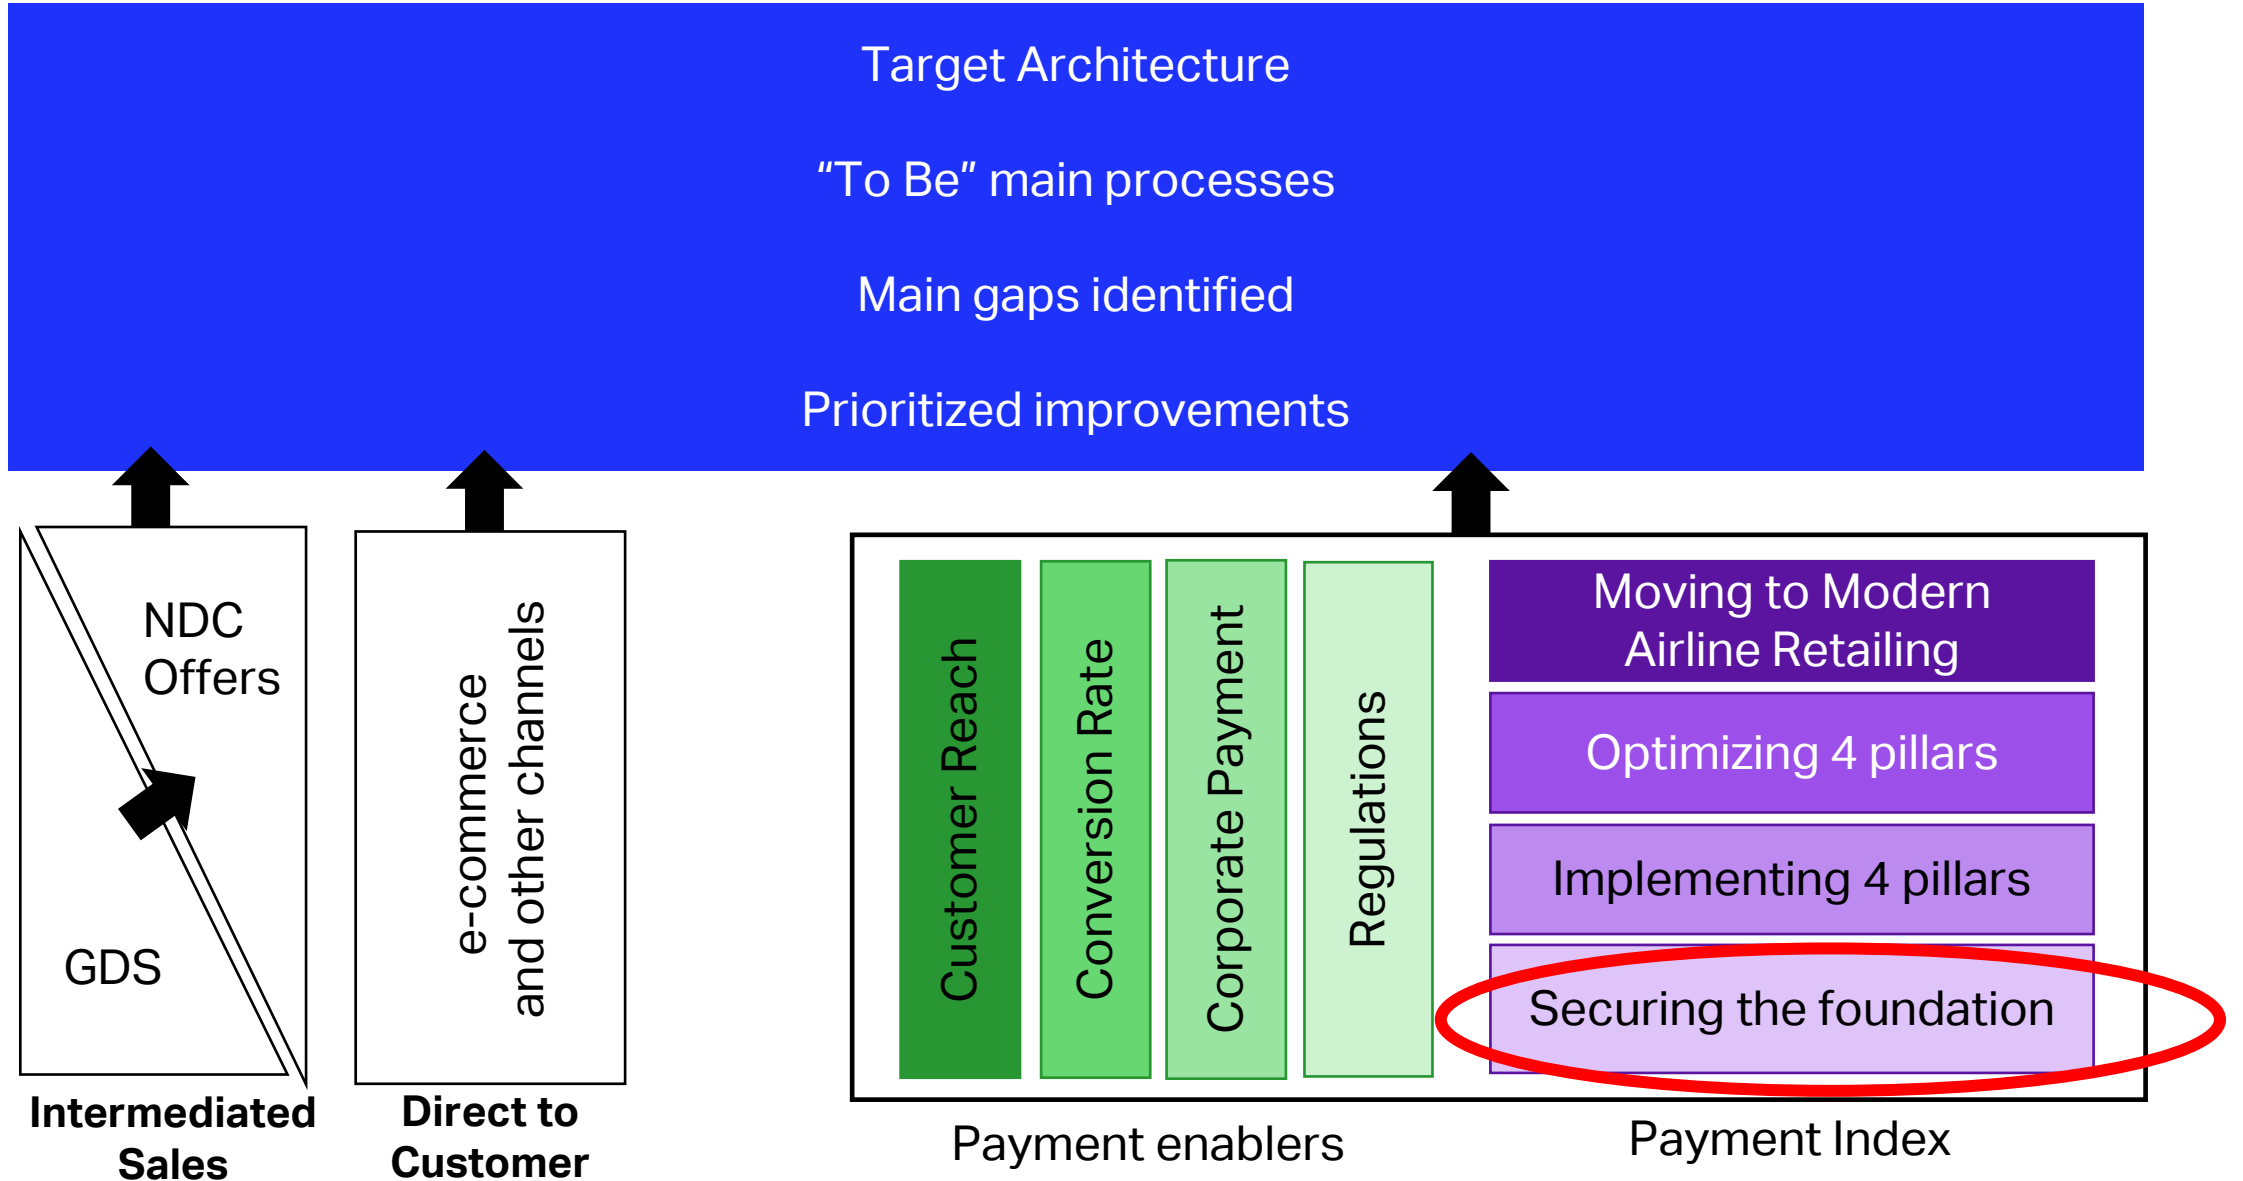 Target Architecture
“To Be” main processes
Main gaps identified
Prioritized improvements
NDC
Offers
GDS
Intermediated
Sales
e-commerce
and other channels
Direct to
Customer
Customer Reach
Conversion Rate
Corporate Payment
Regulations
Payment enablers
Moving to Modern
Airline Retailing
Optimizing 4 pillars
Implementing 4 pillars
Securing the foundation
Payment Index